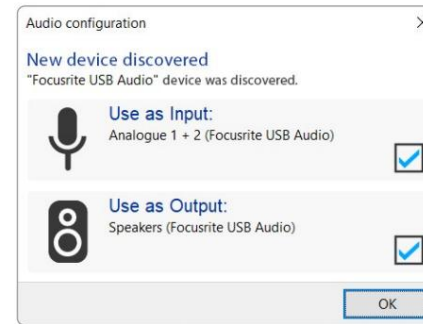 Audio configuration
New device discovered
"Focusrite USB Audio" device was discovered.
Use as Input:
Analogue 1 + 2 (Focusrite USB Audio)
Use as Output:
Speakers (Focusrite USB Audio)
OK